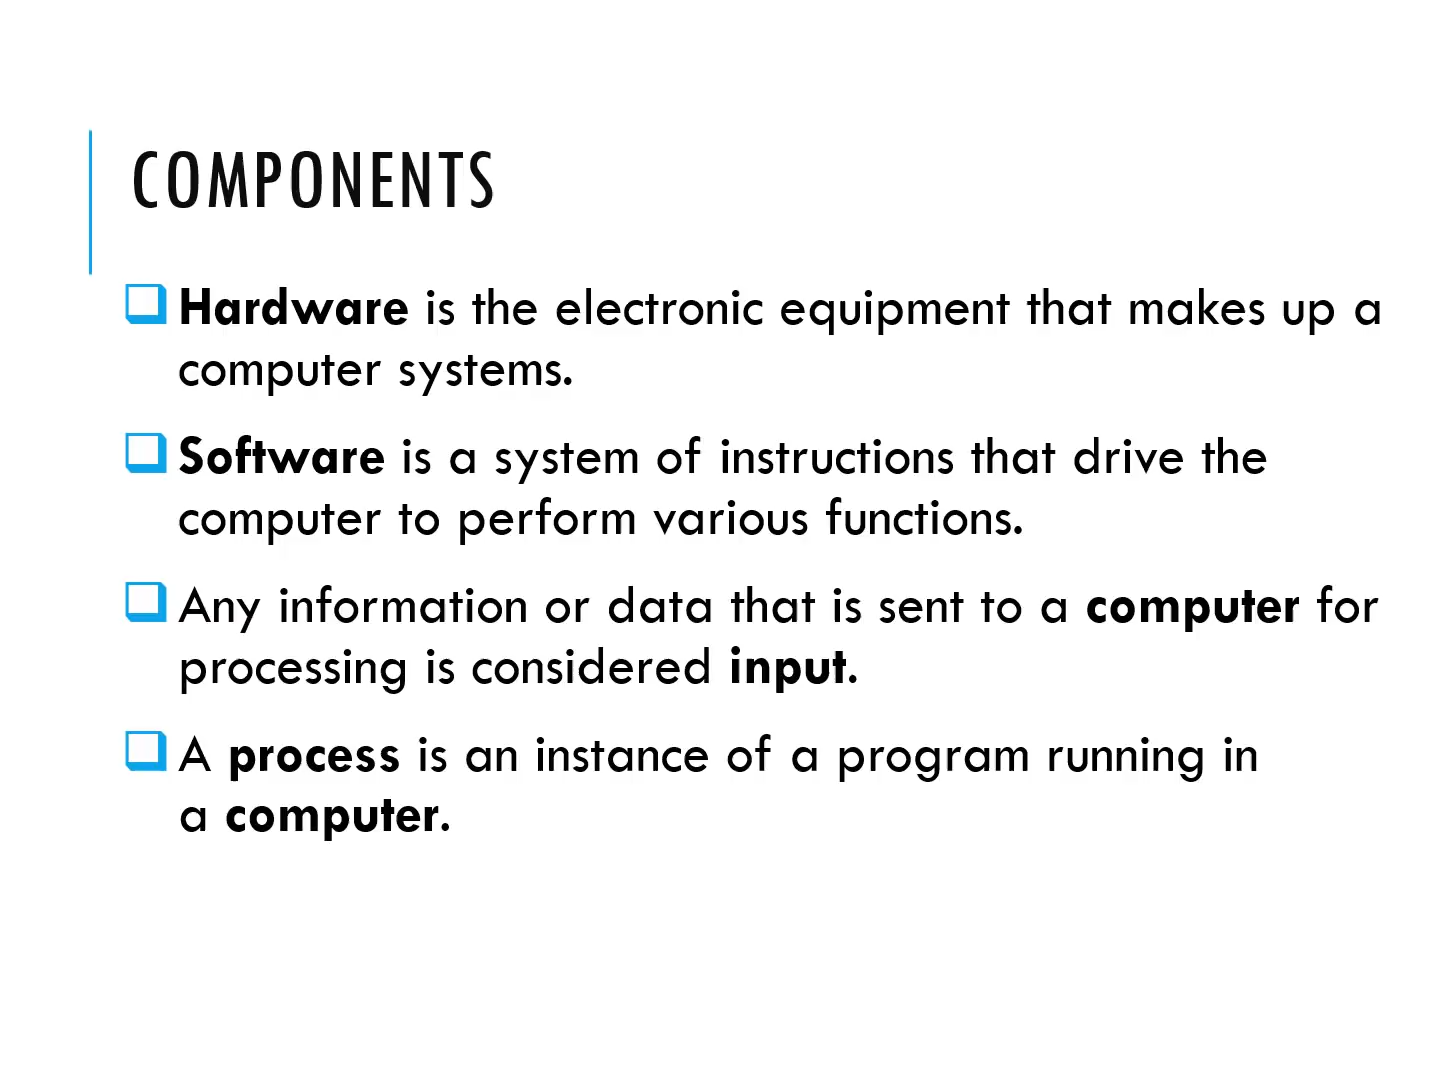 COMPONENTS
Hardware is the electronic equipment that makes up a
computer systems.
Software is a system of instructions that drive the
computer to perform various functions.
Any information or data that is sent to a computer for
processing is considered input.
A process is an instance of a program running in
a computer.